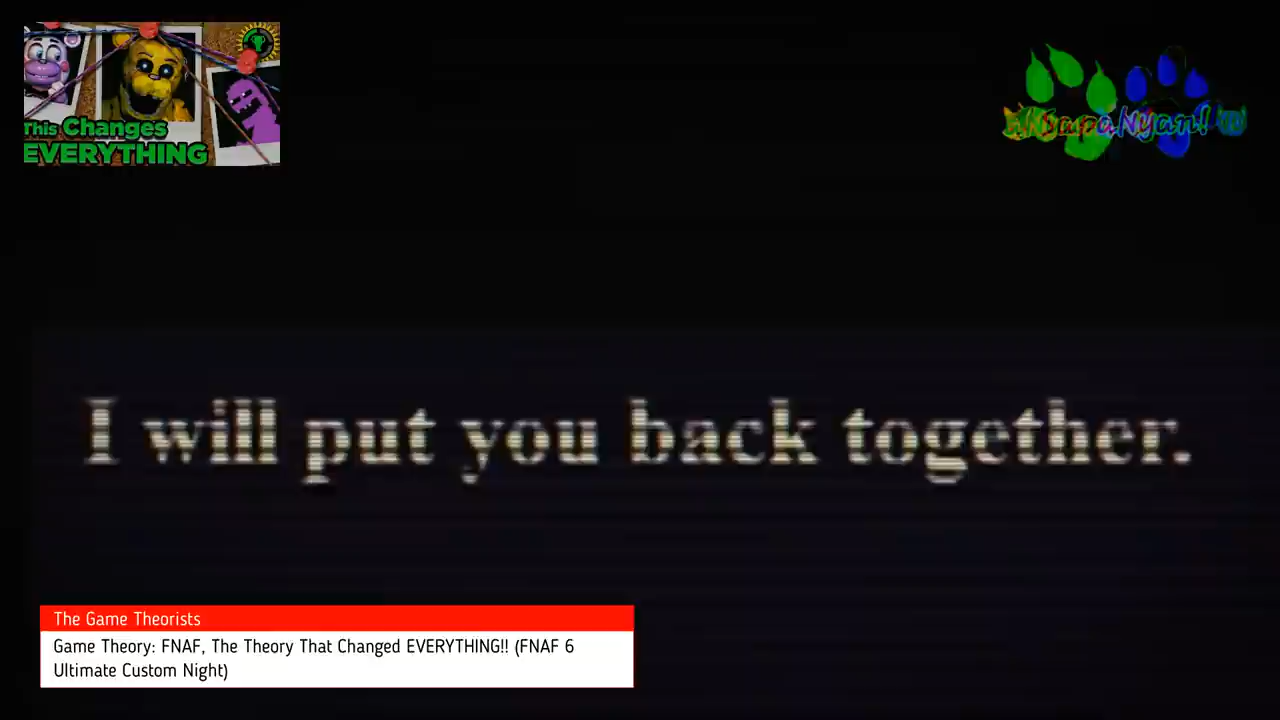 This Changes
EVERYTHING
I will put you back together.
The Game Theorists
Game Theory: FNAF, The Theory That Changed EVERYTHING!! (FNAF 6
Ultimate Custom Night)